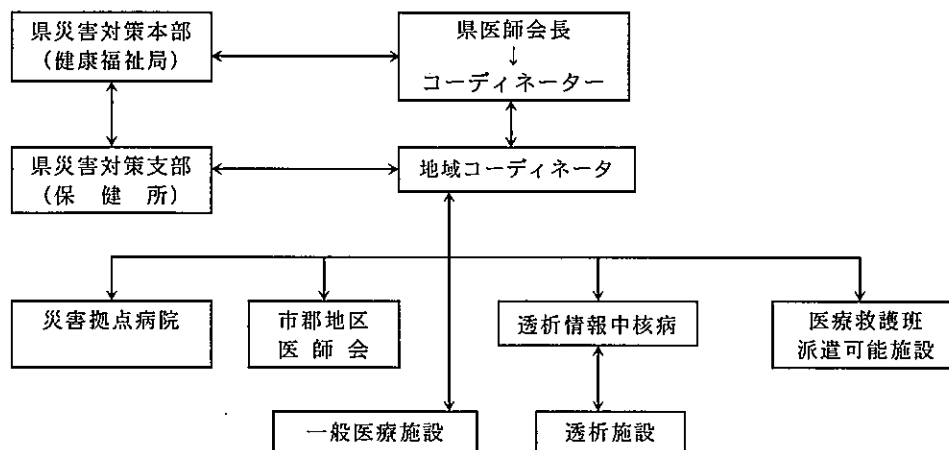 県災害対策本部
(健康福祉局)
県医師会長
↓
コーディネーター
県災害対策支部
(保 健 所)
地域コーディネータ
災害拠点病院
市郡地区
医 師 会
透析情報中核病
医療救護班
派遣可能施設
一般医療施設
透析施設